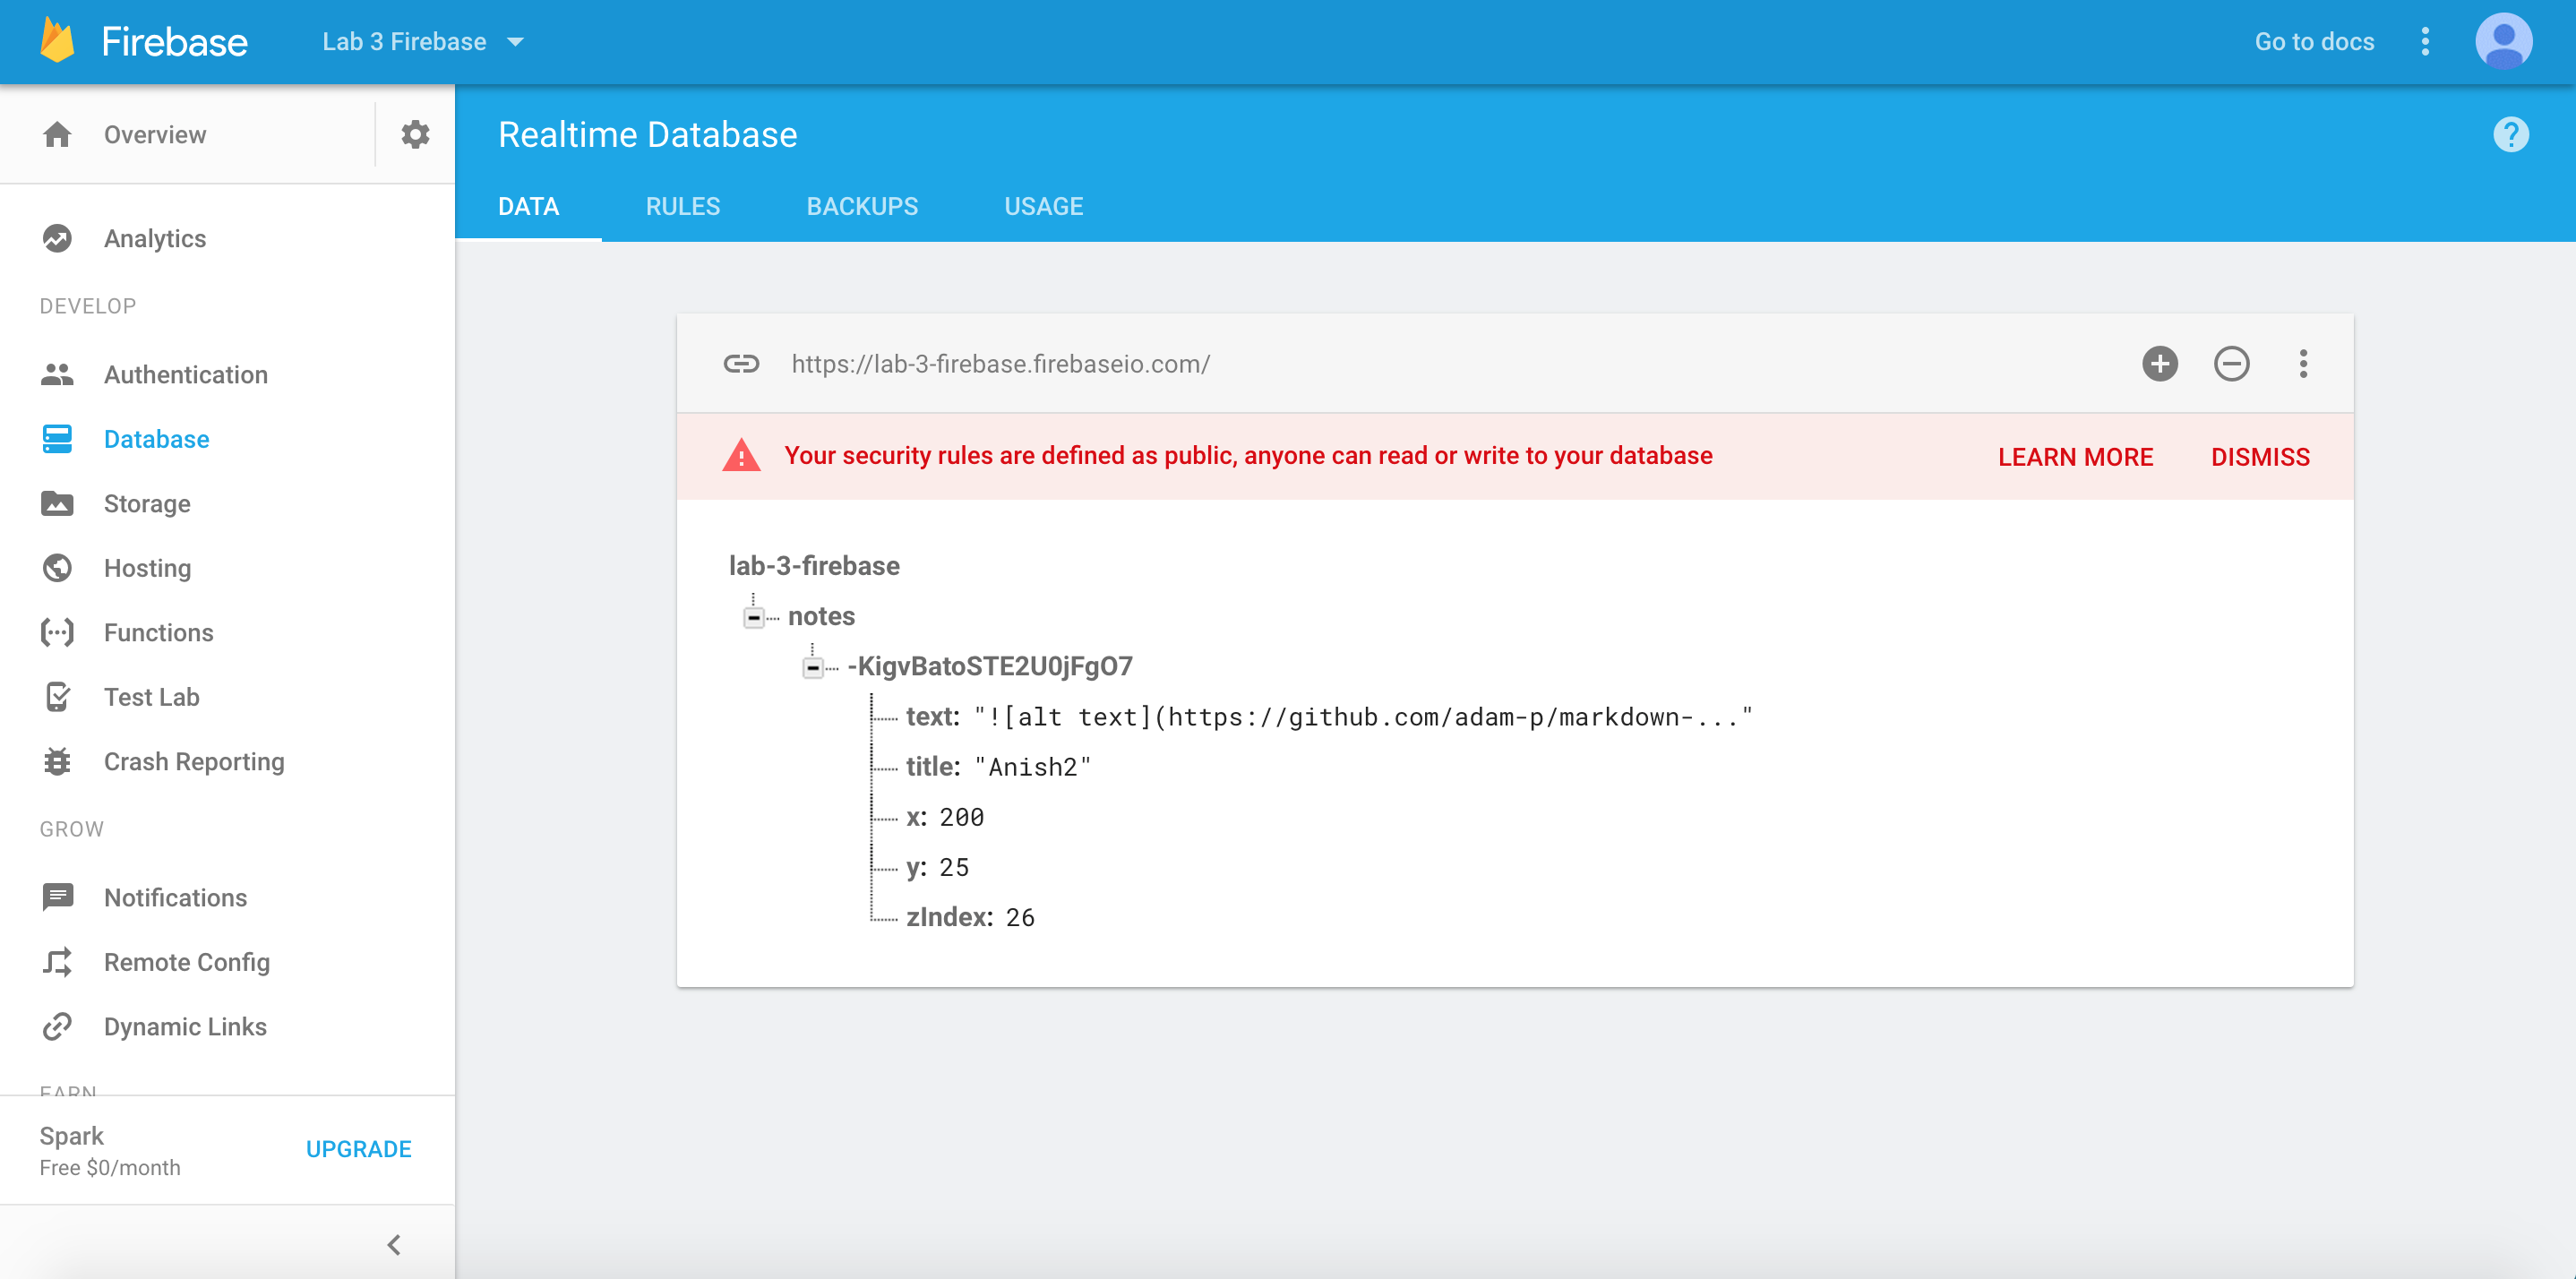 Firebase
Lab 3 Firebase
Go to docs
Overview
Analytics
DEVELOP
Authentication
Database
Storage
Hosting
Functions
Test Lab
Crash Reporting
GROW
Notifications
Remote Config
Dynamic Links
EARN
Spark
Free $0/month
UPGRADE
Realtime Database
DATA RULES BACKUPS USAGE
https://lab-3-firebase.firebaseio.com/
Your security rules are defined as public, anyone can read or write to your database LEARN MORE DISMISS
lab-3-firebase
notes
-KigvBatoSTE2U0jFgO7
text: "![alt text](https://github.com/adam-p/markdown-..."
title: "Anish2"
x: 200
y: 25
zIndex: 26